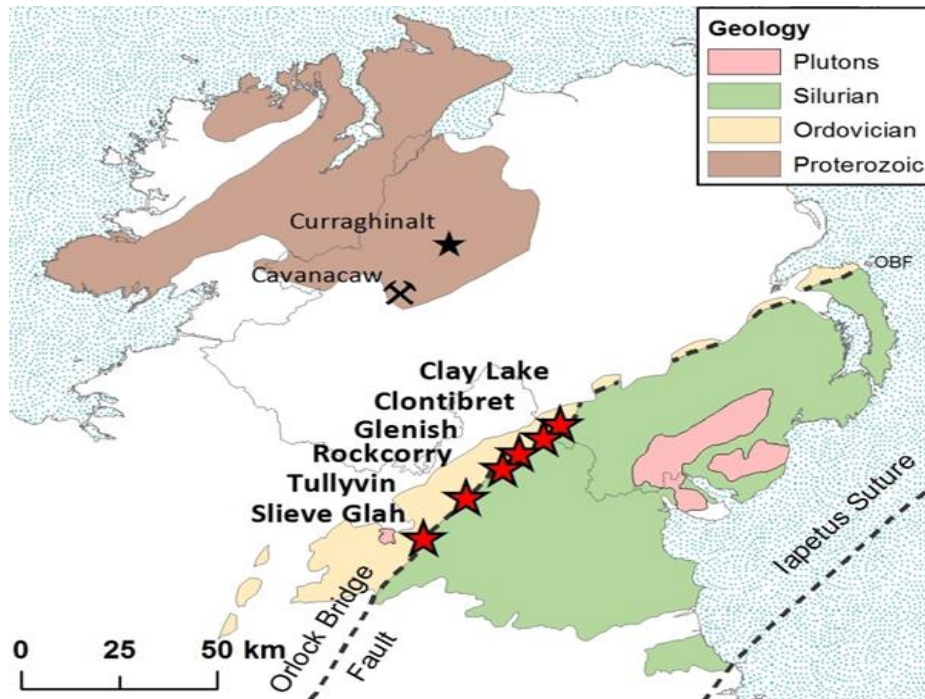 Geology
Plutons
Silurian
Ordovician
Proterozoic
Curraghinalt
Cavanacaw
OBF
Clay Lake
Clontibret
Glenish
Rockcorry
Tullyvin
Slieve Glah
Iapetus Suture
Orlock Bridge
Fault
0 25 50 km